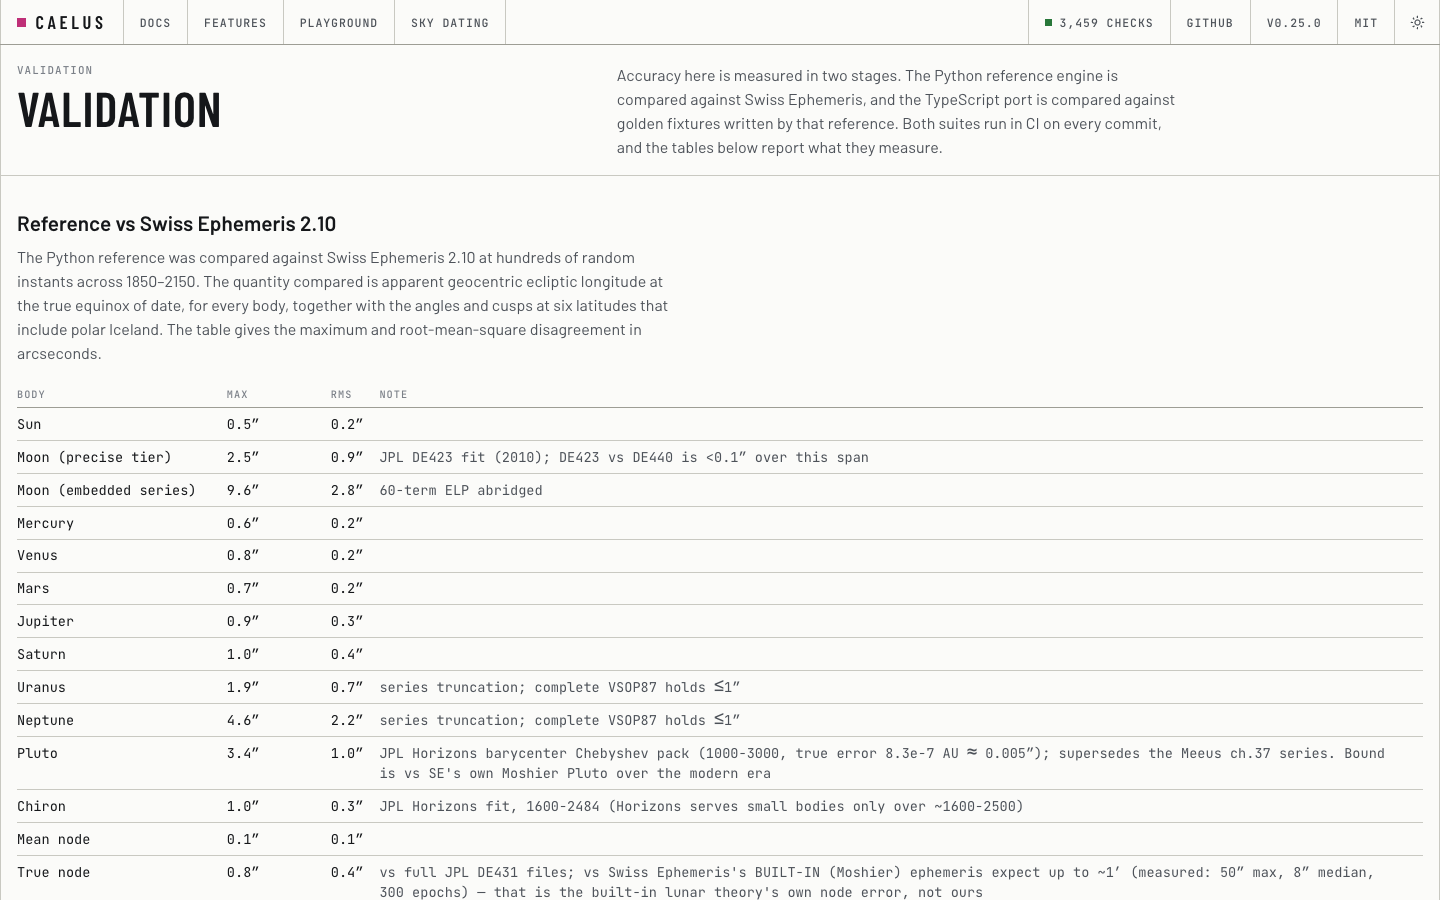 CAELUS DOCS FEATURES PLAYGROUND SKY DATING 3,459 CHECKS GITHUB V0.25.0 MIT
VALIDATION
VALIDATION
Accuracy here is measured in two stages. The Python reference engine is
compared against Swiss Ephemeris, and the TypeScript port is compared against
golden fixtures written by that reference. Both suites run in CI on every commit,
and the tables below report what they measure.
Reference vs Swiss Ephemeris 2.10
The Python reference was compared against Swiss Ephemeris 2.10 at hundreds of random
instants across 1850–2150. The quantity compared is apparent geocentric ecliptic longitude at
the true equinox of date, for every body, together with the angles and cusps at six latitudes that
include polar Iceland. The table gives the maximum and root-mean-square disagreement in
arcseconds.
BODY MAX RMS NOTE
Sun 0.5″ 0.2″
Moon (precise tier) 2.5″ 0.9″ JPL DE423 fit (2010); DE423 vs DE440 is <0.1″ over this span
Moon (embedded series) 9.6″ 2.8″ 60-term ELP abridged
Mercury 0.6″ 0.2″
Venus 0.8″ 0.2″
Mars 0.7″ 0.2″
Jupiter 0.9″ 0.3″
Saturn 1.0″ 0.4″
Uranus 1.9″ 0.7″ series truncation; complete VSOP87 holds ≤1″
Neptune 4.6″ 2.2″ series truncation; complete VSOP87 holds ≤1″
Pluto 3.4″ 1.0″ JPL Horizons barycenter Chebyshev pack (1000-3000, true error 8.3e-7 AU ≈ 0.005″); supersedes the Meeus ch.37 series. Bound
is vs SE's own Moshier Pluto over the modern era
Chiron 1.0″ 0.3″ JPL Horizons fit, 1600-2484 (Horizons serves small bodies only over ~1600-2500)
Mean node 0.1″ 0.1″
True node 0.8″ 0.4″ vs full JPL DE431 files; vs Swiss Ephemeris's BUILT-IN (Moshier) ephemeris expect up to ~1′ (measured: 50″ max, 8″ median,
300 epochs) — that is the built-in lunar theory's own node error, not ours